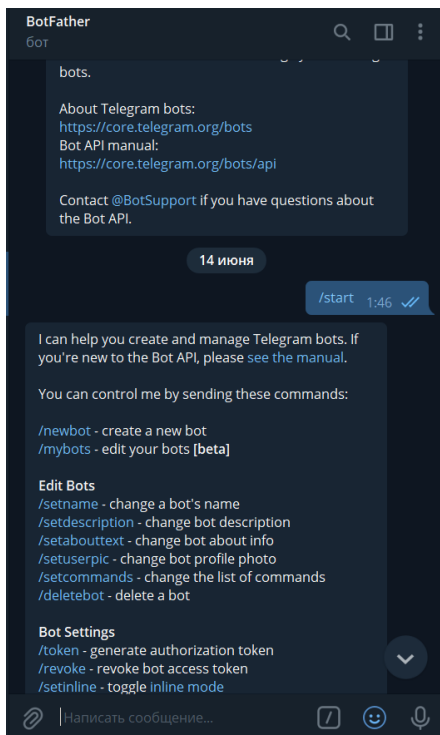 BotFather
бот
bots.
About Telegram bots:
https://core.telegram.org/bots
Bot API manual:
https://core.telegram.org/bots/api
Contact @BotSupport if you have questions about
the Bot API.
14 июня
/start 1:46
I can help you create and manage Telegram bots. If
you're new to the Bot API, please see the manual.
You can control me by sending these commands:
/newbot - create a new bot
/mybots - edit your bots [beta]
Edit Bots
/setname - change a bot's name
/setdescription - change bot description
/setabouttext - change bot about info
/setuserpic - change bot profile photo
/setcommands - change the list of commands
/deletebot - delete a bot
Bot Settings
/token - generate authorization token
/revoke - revoke bot access token
/setinline - toggle inline mode
Написать сообщение...